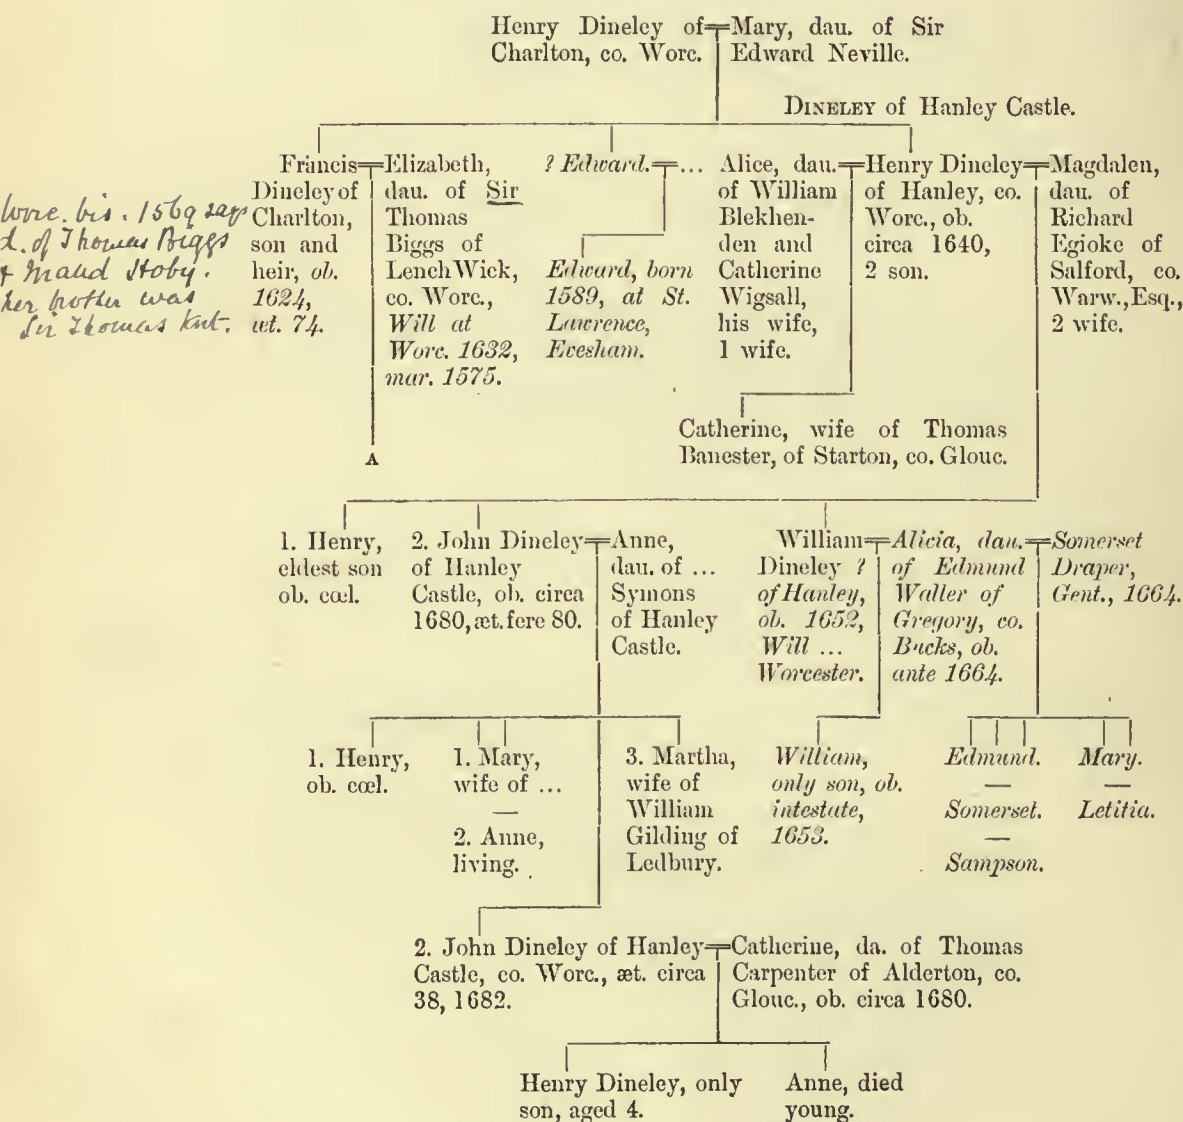 Henry Dineley of Charlton, co. Worc.
Mary, dau. of Sir Edward Neville.
DINELEY of Hanley Castle.
Worc. vis. 1569 says
d. of Thomas Biggs
& Maud Hoby.
her brother was
Sir Thomas Knt.
Francis
Dineley of
Charlton,
son and
heir, ob.
1624,
æt. 74.
Elizabeth,
dau. of Sir
Thomas
Biggs of
Lench Wick,
co. Worc.,
Will at
Worc. 1632,
mar. 1575.
? Edward.
...
Edward, born
1589, at St.
Lawrence,
Evesham.
Alice, dau.
of William
Blekhen-
den and
Catherine
Wigsall,
his wife,
1 wife.
Henry Dineley
of Hanley, co.
Worc., ob.
circa 1640,
2 son.
Magdalen,
dau. of
Richard
Egioke of
Salford, co.
Warw., Esq.,
2 wife.
Catherine, wife of Thomas
Banester, of Starton, co. Glouc.
A
1. Henry,
eldest son
ob. cœl.
2. John Dineley
of Hanley
Castle, ob. circa
1680, æt. fere 80.
Anne,
dau. of ...
Symons
of Hanley
Castle.
William
Dineley ?
of Hanley,
ob. 1652,
Will ...
Worcester.
Alicia, dau.
of Edmund
Waller of
Gregory, co.
Bucks, ob.
ante 1664.
Somerset
Draper,
Gent., 1664.
1. Henry,
ob. cœl.
1. Mary,
wife of ...
—
2. Anne,
living.
3. Martha,
wife of
William
Gilding of
Ledbury.
William,
only son, ob.
intestate,
1653.
Edmund.
—
Somerset.
—
Sampson.
Mary.
—
Letitia.
2. John Dineley of Hanley
Castle, co. Worc., æt. circa
38, 1682.
Catherine, da. of Thomas
Carpenter of Alderton, co.
Glouc., ob. circa 1680.
Henry Dineley, only
son, aged 4.
Anne, died
young.